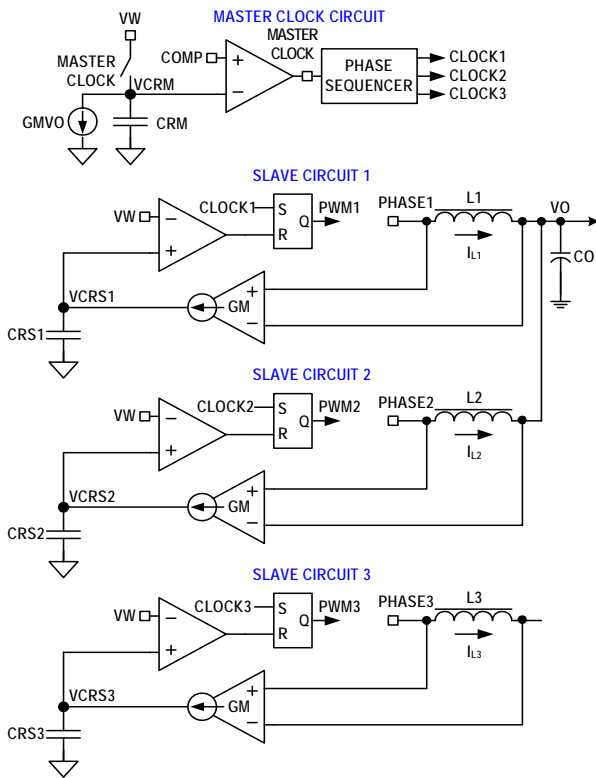 MASTER CLOCK CIRCUIT
VW
MASTER
CLOCK
MASTER
CLOCK
COMP
+
−
VCRM
GMVO
CRM
PHASE
SEQUENCER
CLOCK1
CLOCK2
CLOCK3
SLAVE CIRCUIT 1
VW
−
+
CLOCK1
S
R
Q
PWM1
PHASE1
L1
IL1
VO
CO
VCRS1
GM
+
−
CRS1
SLAVE CIRCUIT 2
VW
−
+
CLOCK2
S
R
Q
PWM2
PHASE2
L2
IL2
VCRS2
GM
+
−
CRS2
SLAVE CIRCUIT 3
VW
−
+
CLOCK3
S
R
Q
PWM3
PHASE3
L3
IL3
VCRS3
GM
+
−
CRS3